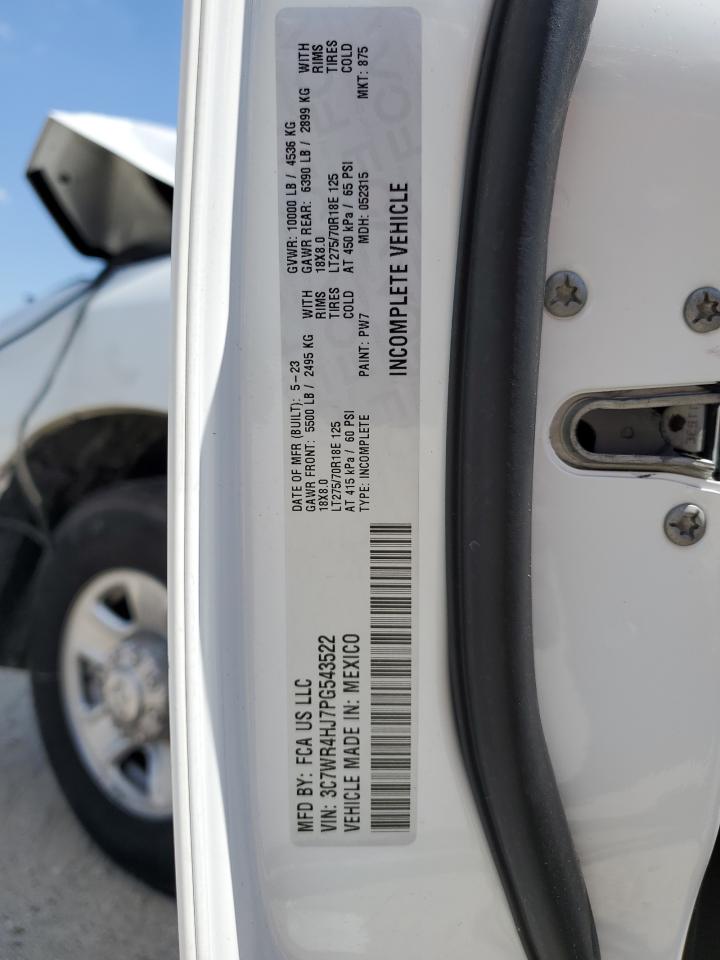 MFD BY: FCA US LLC
DATE OF MFR (BUILT): 5-23
GVWR: 10000 LB / 4536 KG
GAWR FRONT: 5500 LB / 2495 KG
WITH
GAWR REAR: 6390 LB / 2899 KG
WITH
18X8.0
RIMS
18X8.0
RIMS
LT275/70R18E 125
TIRES
LT275/70R18E 125
TIRES
AT 415 kPa / 60 PSI
COLD
AT 450 kPa / 65 PSI
COLD
VIN: 3C7WR4HJ7PG543522
TYPE: INCOMPLETE
PAINT: PW7
MDH: 052315
MKT: 875
VEHICLE MADE IN: MEXICO
INCOMPLETE VEHICLE